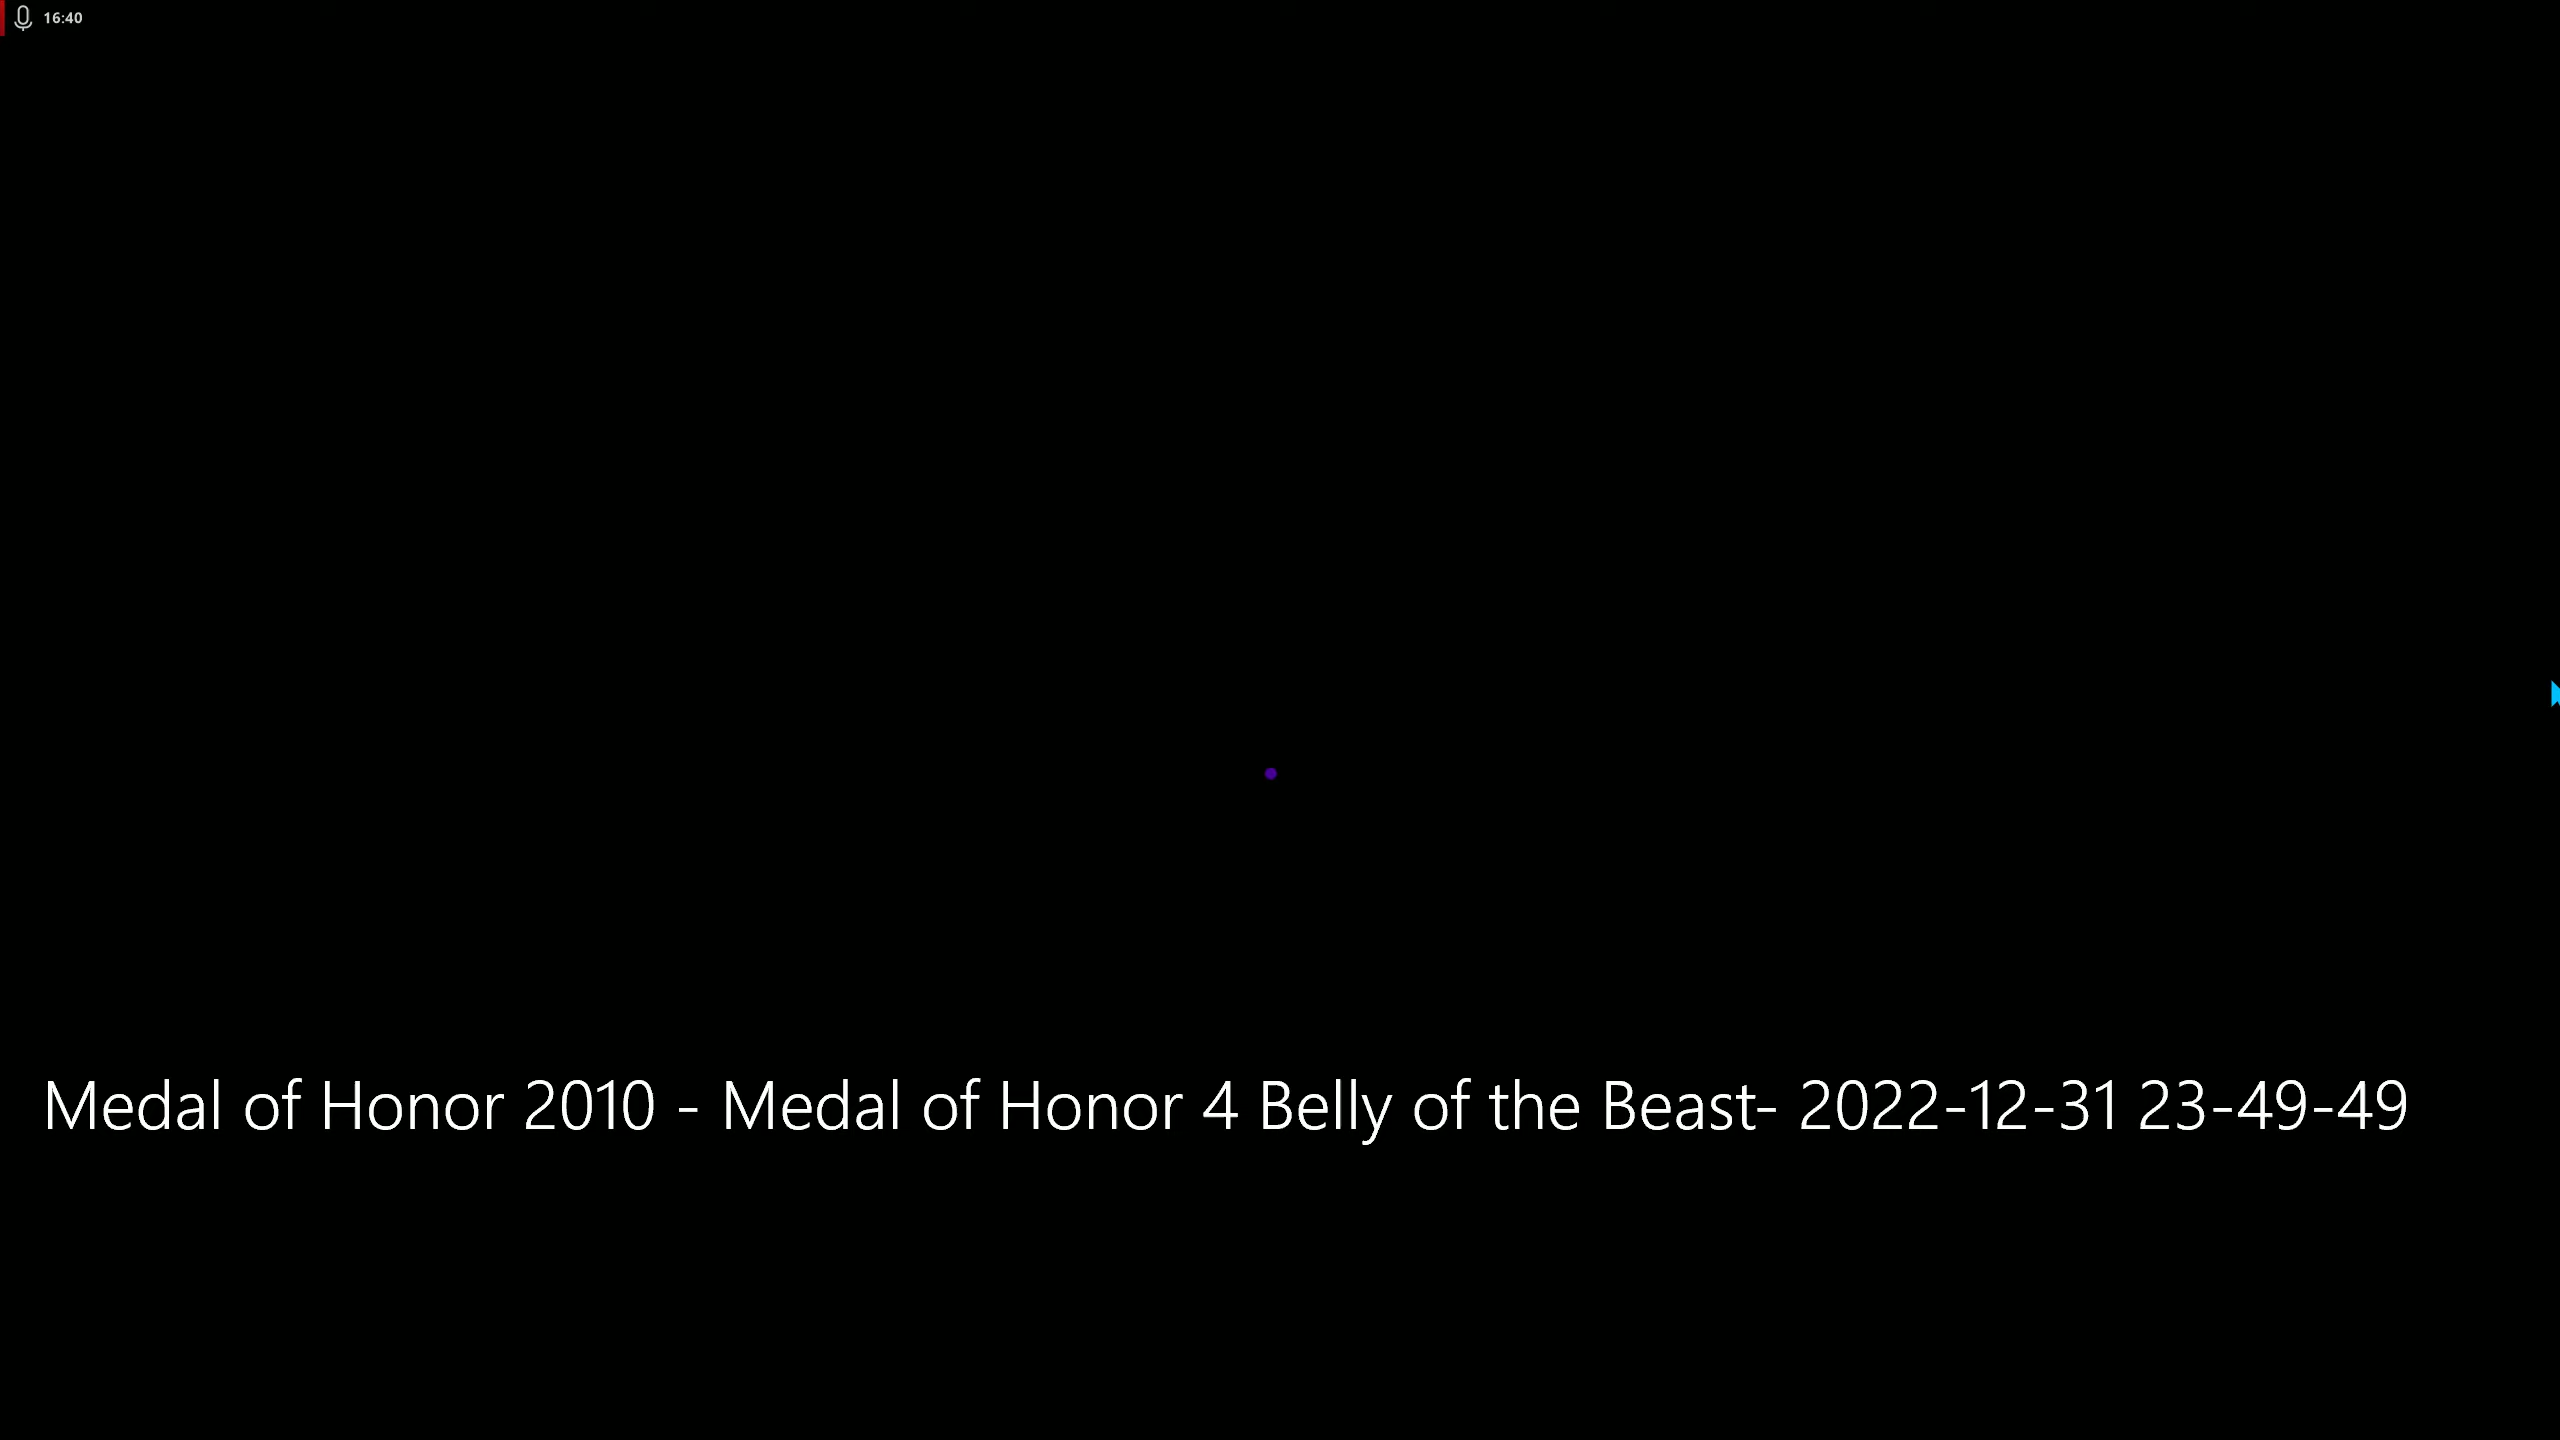 16:40
Medal of Honor 2010 - Medal of Honor 4 Belly of the Beast- 2022-12-31 23-49-49